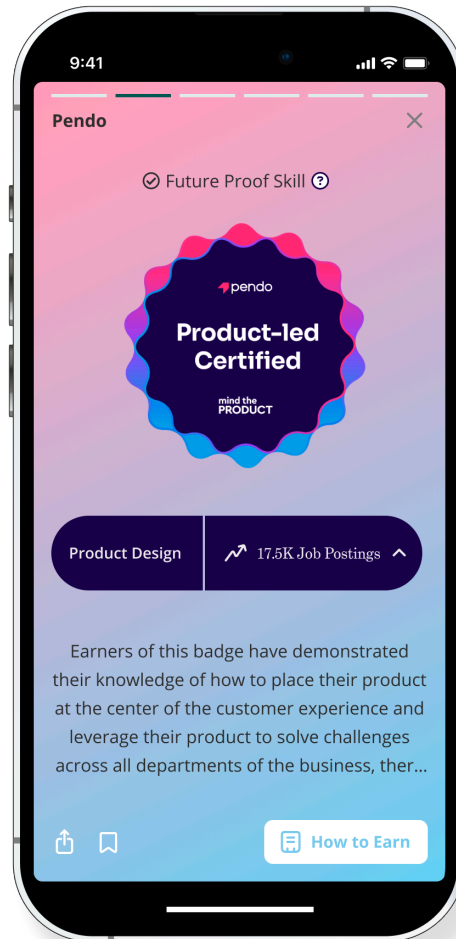 9:41
Pendo
Future Proof Skill ?
pendo
Product-led
Certified
mind the
PRODUCT
Product Design
17.5K Job Postings
Earners of this badge have demonstrated
their knowledge of how to place their product
at the center of the customer experience and
leverage their product to solve challenges
across all departments of the business, ther...
How to Earn